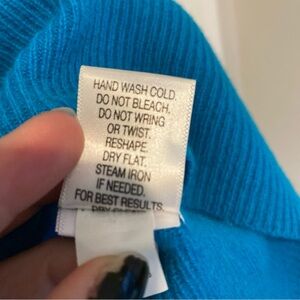 HAND WASH COLD.
DO NOT BLEACH.
DO NOT WRING
OR TWIST.
RESHAPE.
DRY FLAT.
STEAM IRON
IF NEEDED.
FOR BEST RESULTS